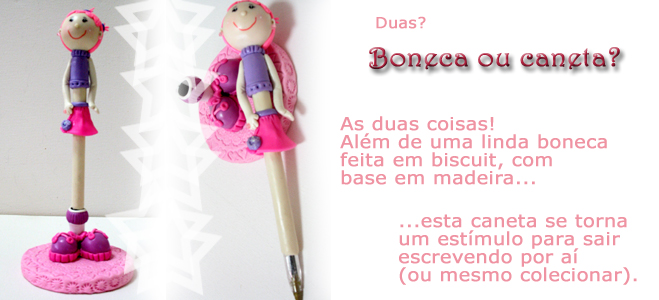 Duas?
Boneca ou caneta?
As duas coisas!
Além de uma linda boneca
feita em biscuit, com
base em madeira...
...esta caneta se torna
um estímulo para sair
escrevendo por aí
(ou mesmo colecionar).